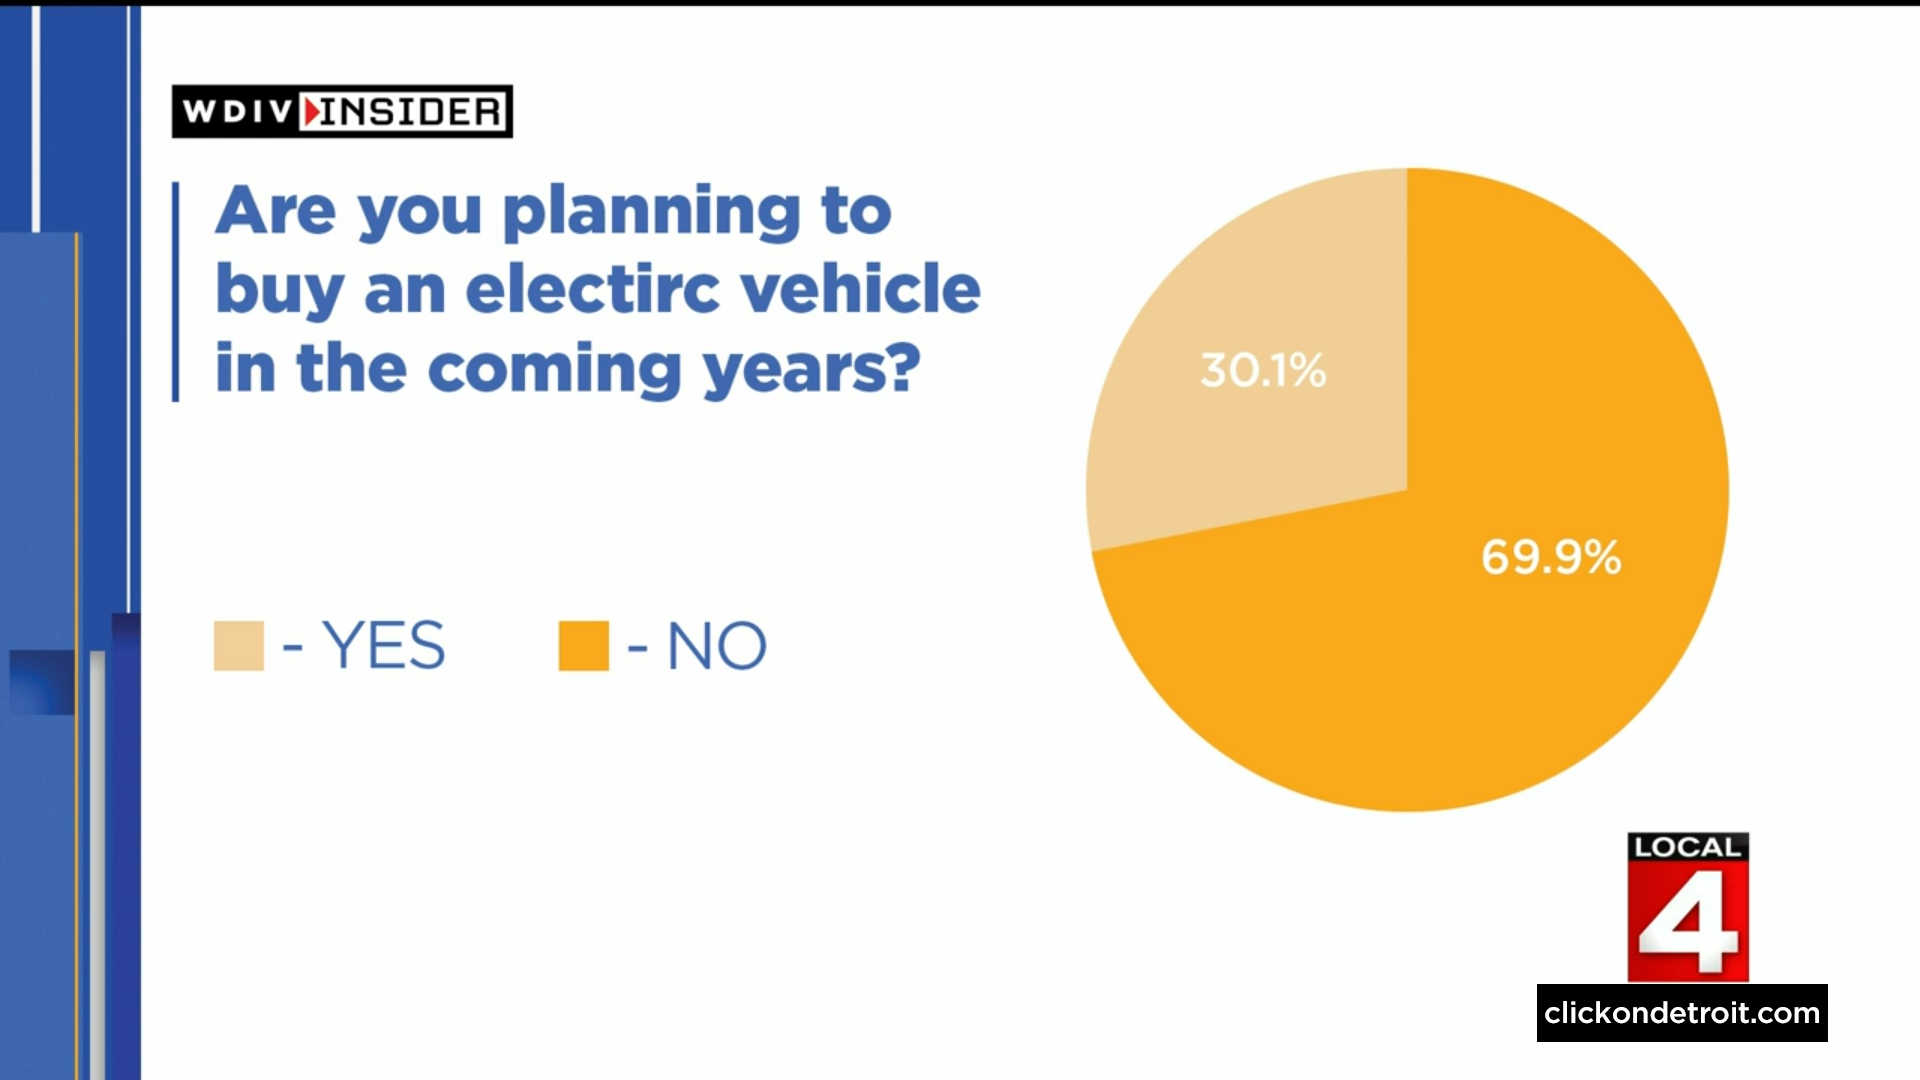 WDIV INSIDER
Are you planning to
buy an electirc vehicle
in the coming years?
30.1%
69.9%
- YES
- NO
LOCAL
4
clickondetroit.com